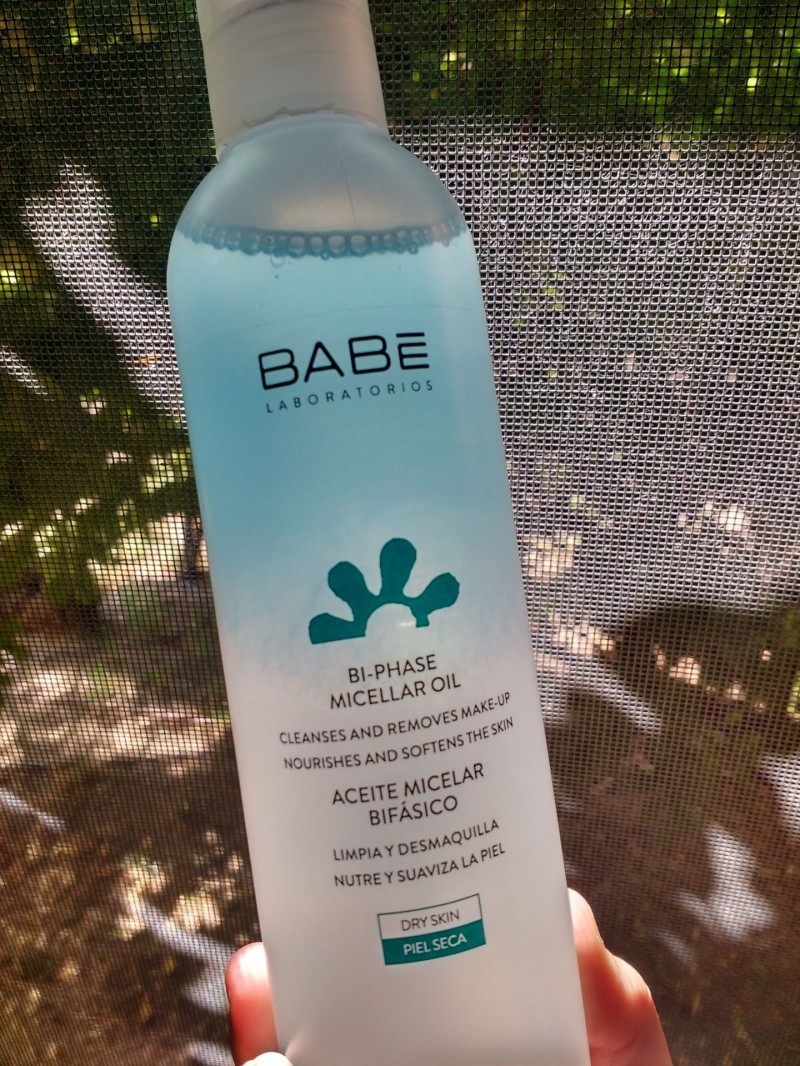 BABĒ
LABORATORIOS
BI-PHASE
MICELLAR OIL
CLEANSES AND REMOVES MAKE-UP
NOURISHES AND SOFTENS THE SKIN
ACEITE MICELAR
BIFÁSICO
LIMPIA Y DESMAQUILLA
NUTRE Y SUAVIZA LA PIEL
DRY SKIN
PIEL SECA